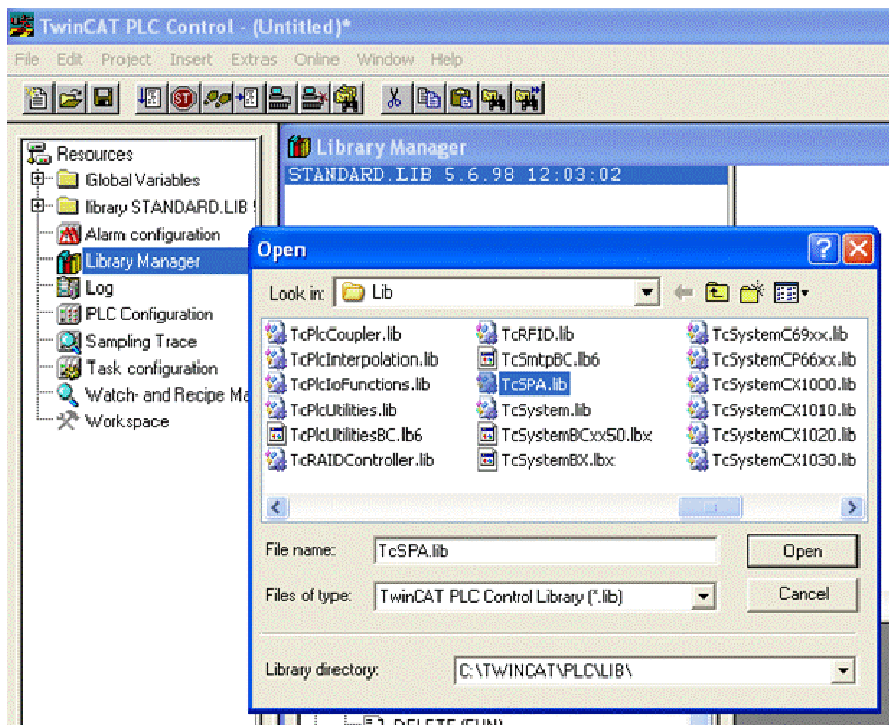 TwinCAT PLC Control - (Untitled)*
File Edit Project Insert Extras Online Window Help
ST
Resources
Global Variables
library STANDARD.LIB
Alarm configuration
Library Manager
Log
PLC Configuration
Sampling Trace
Task configuration
Watch- and Recipe Ma
Workspace
Library Manager
STANDARD.LIB 5.6.98 12:03:02
Open
Look in: Lib
TcPlcCoupler.lib TcRFID.lib TcSystemC69xx.lib
TcPlcInterpolation.lib TcSmtpBC.lb6 TcSystemCP66xx.lib
TcPlcIoFunctions.lib TcSPA.lib TcSystemCX1000.lib
TcPlcUtilities.lib TcSystem.lib TcSystemCX1010.lib
TcPlcUtilitiesBC.lb6 TcSystemBCxx50.lbx TcSystemCX1020.lib
TcRAIDController.lib TcSystemBX.lbx TcSystemCX1030.lib
File name: TcSPA.lib Open
Files of type: TwinCAT PLC Control Library (*.lib) Cancel
Library directory: C:\TWINCAT\PLC\LIB\
DELETE (FUN)